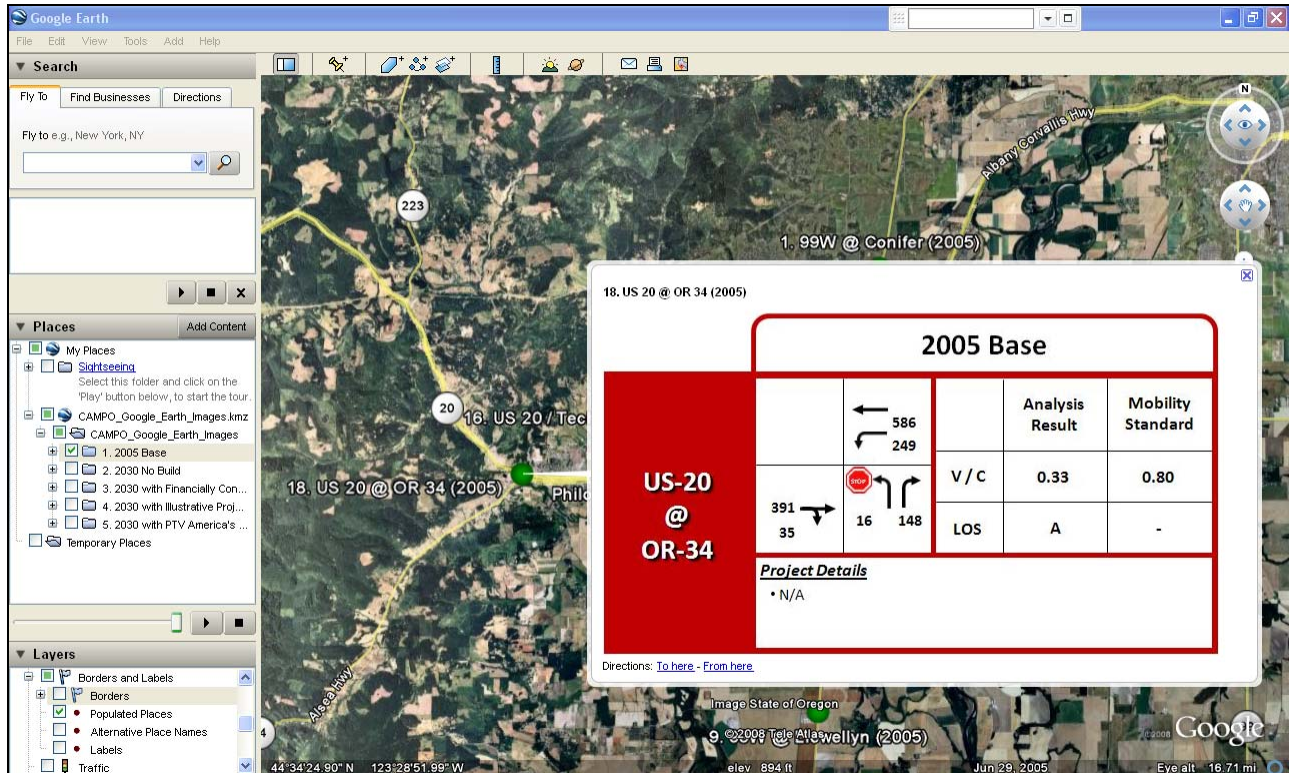 Google Earth
File Edit View Tools Add Help
Search
Fly To Find Businesses Directions
Fly to e.g., New York, NY
Places Add Content
My Places
Sightseeing
Select this folder and click on the
'Play' button below, to start the tour.
CAMPO_Google_Earth_Images.kmz
CAMPO_Google_Earth_Images
1. 2005 Base
2. 2030 No Build
3. 2030 with Financially Con...
4. 2030 with Illustrative Proj...
5. 2030 with PTV America's ...
Temporary Places
Layers
Borders and Labels
Borders
Populated Places
Alternative Place Names
Labels
Traffic
N
Albany Corvallis Hwy
223
1. 99W @ Conifer (2005)
20
16. US 20 / Tec
18. US 20 @ OR 34 (2005)
Philo
Alsea Hwy
4
18. US 20 @ OR 34 (2005)
2005 Base
US-20
@
OR-34
586
249
391
35
STOP
16 148
Analysis
Result
Mobility
Standard
V / C 0.33 0.80
LOS A -
Project Details
• N/A
Directions: To here - From here
Image State of Oregon
©2008 Tele Atlas
©2008 Google
44°34'24.90" N 123°28'51.99" W elev 894 ft Jun 29, 2005 Eye alt 16.71 mi